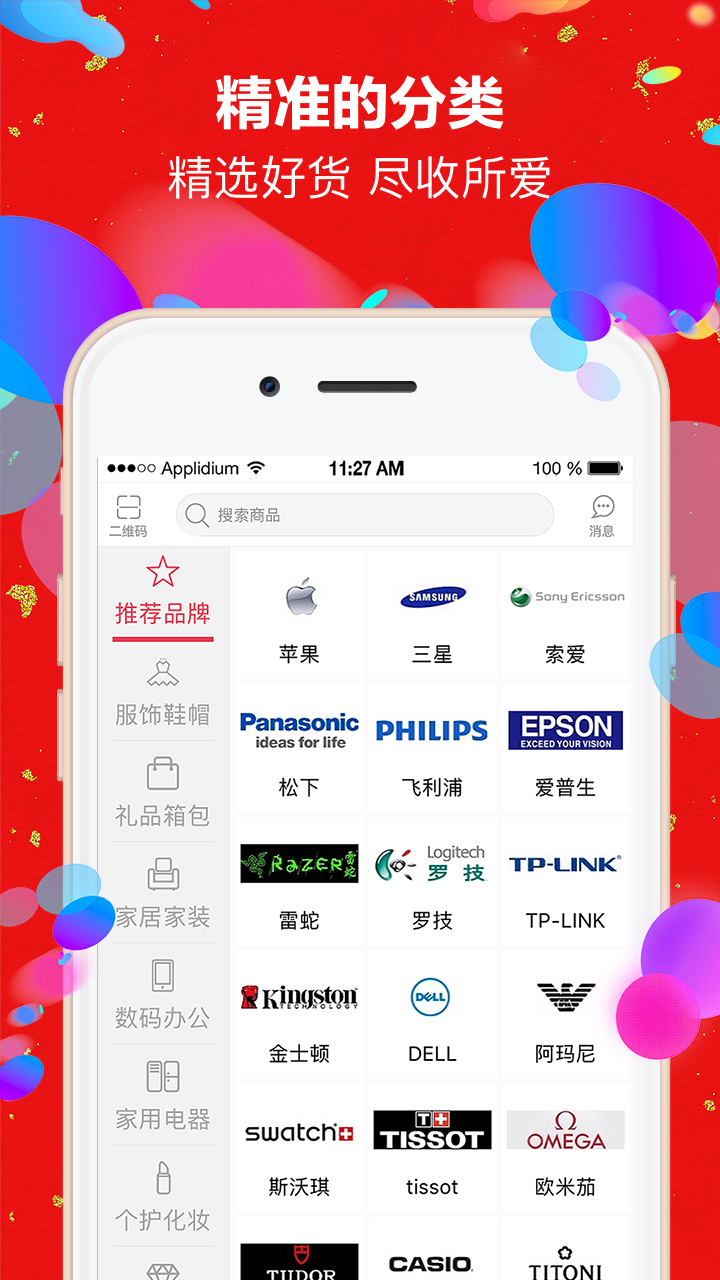 精准的分类
精选好货 尽收所爱
Applidium 11:27 AM 100 %
二维码 搜索商品 消息
推荐品牌
服饰鞋帽
礼品箱包
家居家装
数码办公
家用电器
个护化妆
SAMSUNG Sony Ericsson
苹果 三星 索爱
Panasonic PHILIPS EPSON
ideas for life EXCEED YOUR VISION
松下 飞利浦 爱普生
RAZER 雷蛇 Logitech 罗技 TP-LINK®
雷蛇 罗技 TP-LINK
Kingston DELL
TECHNOLOGY
金士顿 DELL 阿玛尼
swatch TISSOT Ω OMEGA
斯沃琪 tissot 欧米茄
TUDOR CASIO TITONI